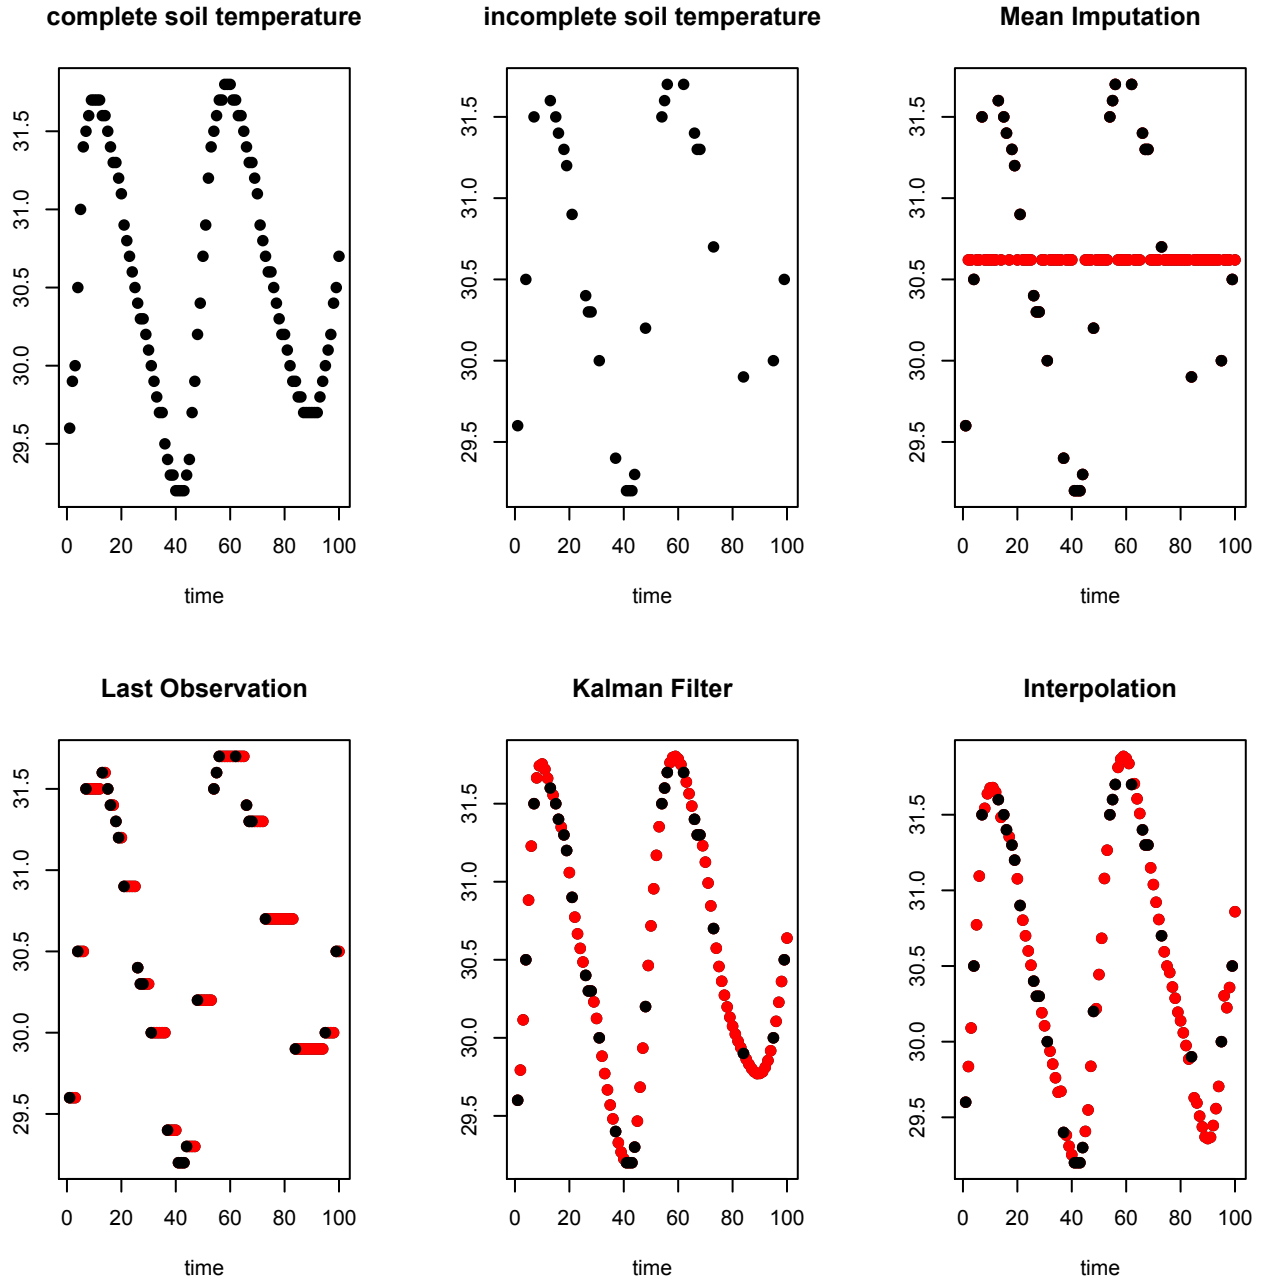 complete soil temperature
31.5
31.0
30.5
30.0
29.5
0 20 40 60 80 100
time
incomplete soil temperature
31.5
31.0
30.5
30.0
29.5
0 20 40 60 80 100
time
Mean Imputation
31.5
31.0
30.5
30.0
29.5
0 20 40 60 80 100
time
Last Observation
31.5
31.0
30.5
30.0
29.5
0 20 40 60 80 100
time
Kalman Filter
31.5
31.0
30.5
30.0
29.5
0 20 40 60 80 100
time
Interpolation
31.5
31.0
30.5
30.0
29.5
0 20 40 60 80 100
time